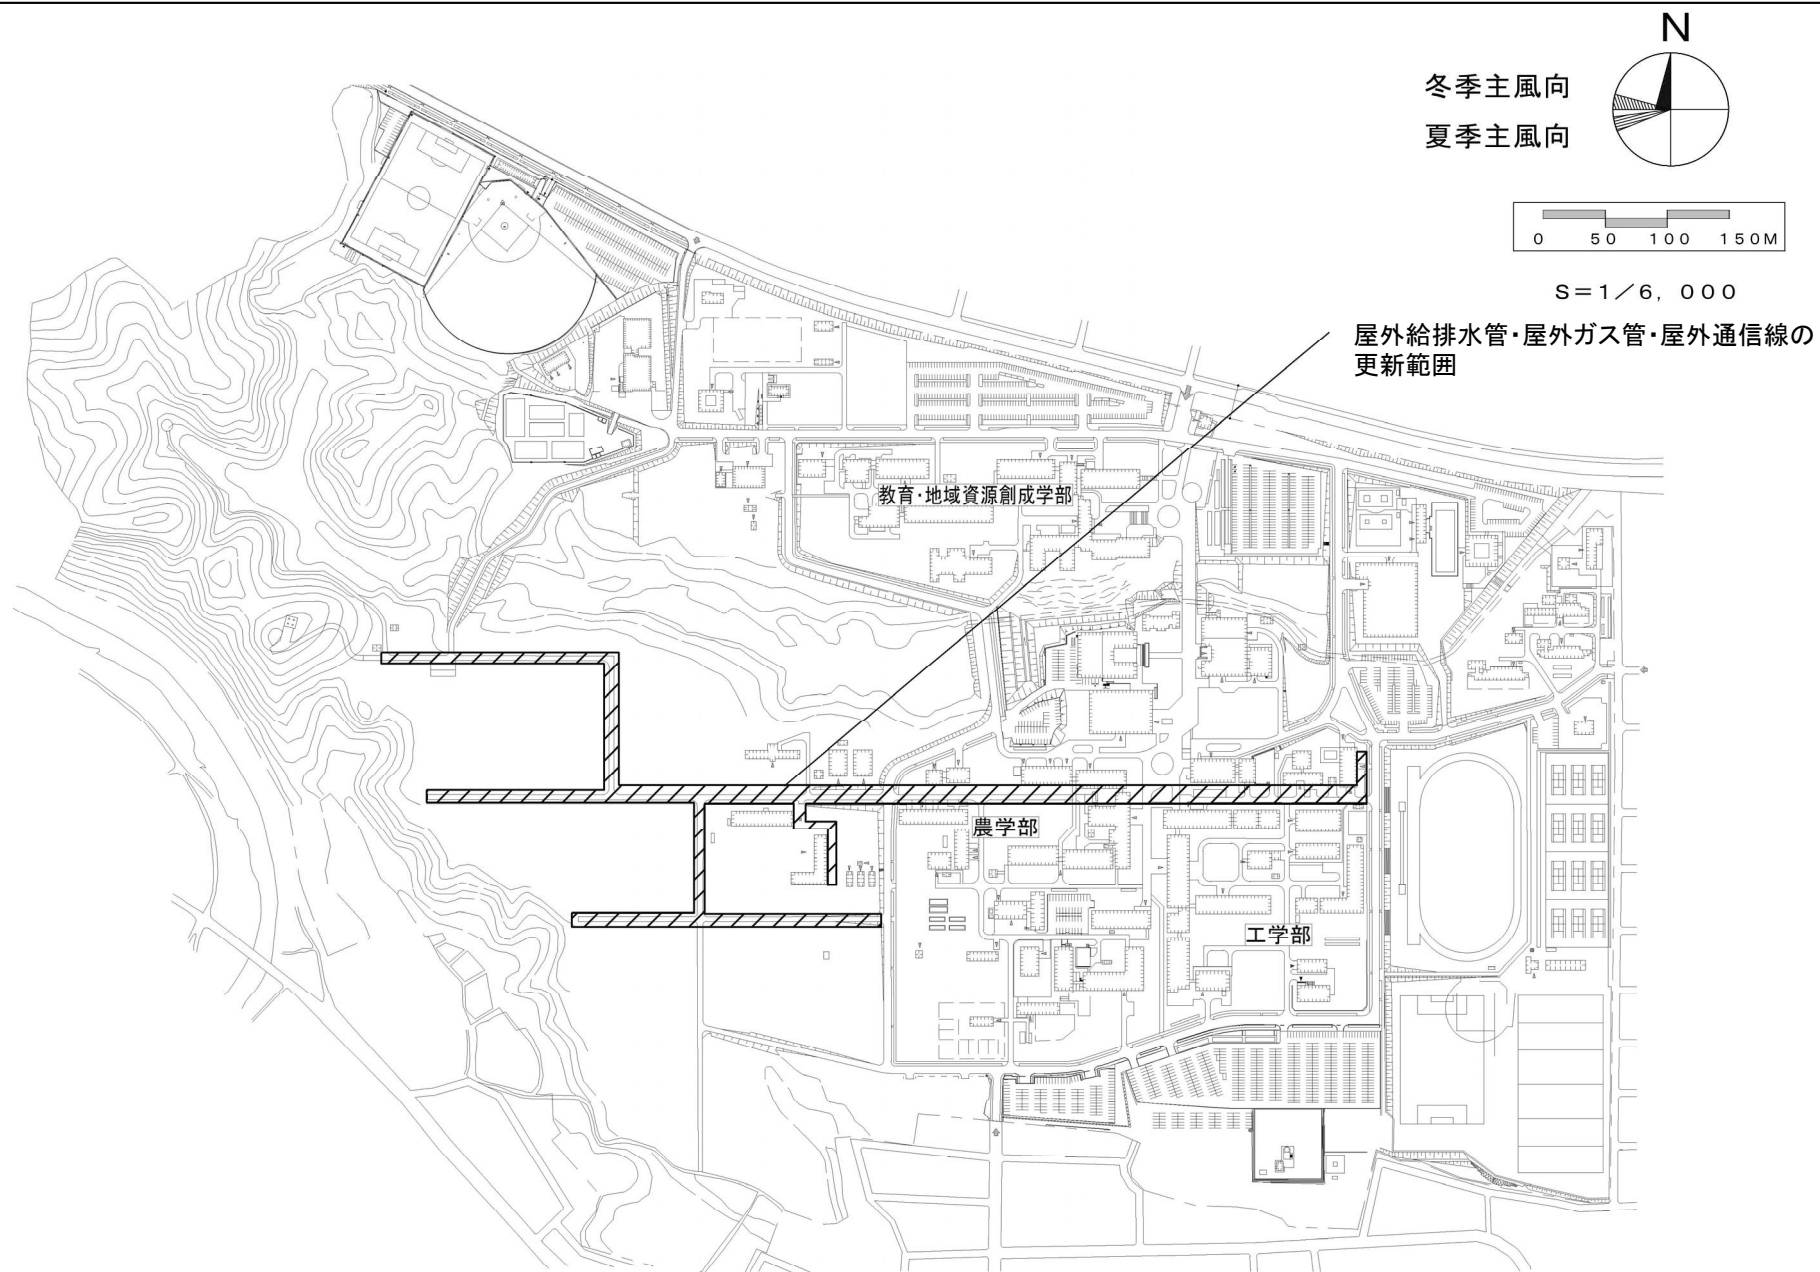 N
冬季主風向
夏季主風向
0 50 100 150M
S=1/6,000
屋外給排水管・屋外ガス管・屋外通信線の
更新範囲
教育・地域資源創成学部
農学部
工学部